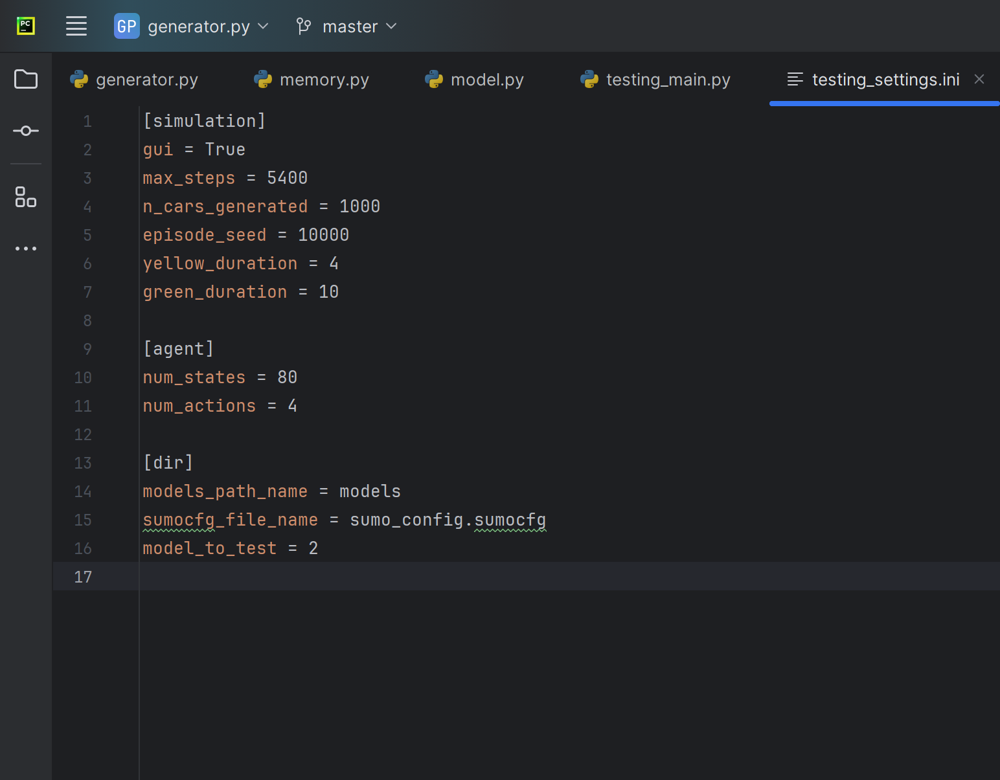 PC
GP generator.py master
generator.py memory.py model.py testing_main.py testing_settings.ini
1 [simulation]
2 gui = True
3 max_steps = 5400
4 n_cars_generated = 1000
5 episode_seed = 10000
6 yellow_duration = 4
7 green_duration = 10
8
9 [agent]
10 num_states = 80
11 num_actions = 4
12
13 [dir]
14 models_path_name = models
15 sumocfg_file_name = sumo_config.sumocfg
16 model_to_test = 2
17